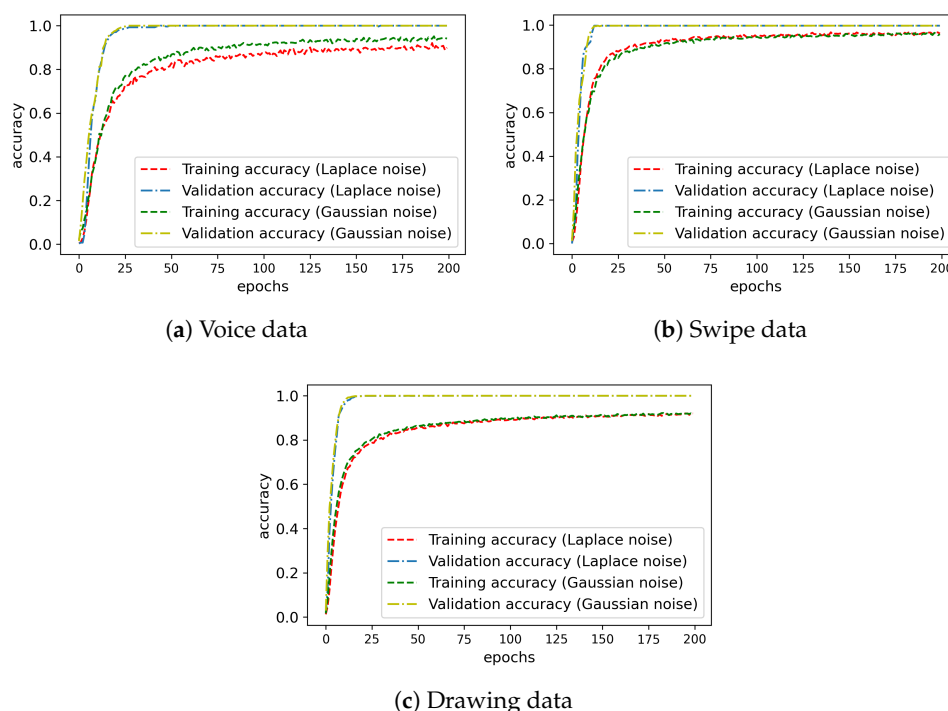 1.0
0.8
0.6
0.4
0.2
0.0
accuracy
Training accuracy (Laplace noise)
Validation accuracy (Laplace noise)
Training accuracy (Gaussian noise)
Validation accuracy (Gaussian noise)
0 25 50 75 100 125 150 175 200
epochs
(a) Voice data
1.0
0.8
0.6
0.4
0.2
0.0
accuracy
Training accuracy (Laplace noise)
Validation accuracy (Laplace noise)
Training accuracy (Gaussian noise)
Validation accuracy (Gaussian noise)
0 25 50 75 100 125 150 175 200
epochs
(b) Swipe data
1.0
0.8
0.6
0.4
0.2
0.0
accuracy
Training accuracy (Laplace noise)
Validation accuracy (Laplace noise)
Training accuracy (Gaussian noise)
Validation accuracy (Gaussian noise)
0 25 50 75 100 125 150 175 200
epochs
(c) Drawing data